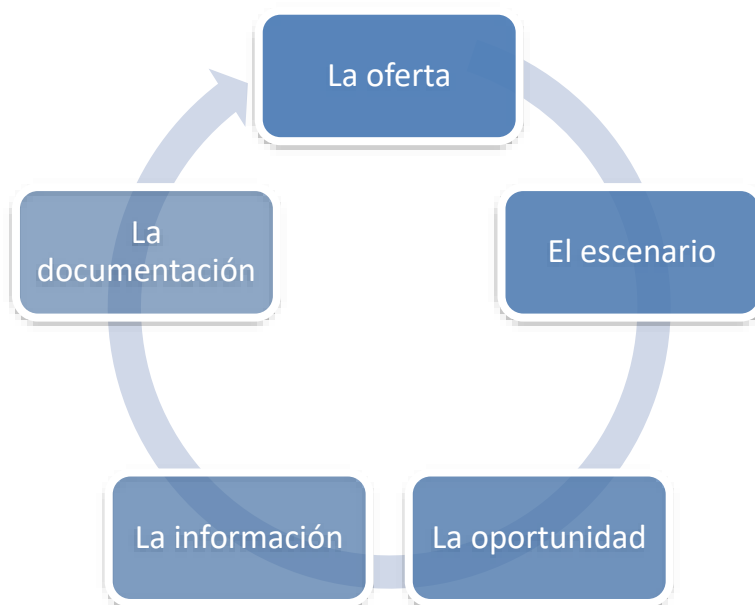 La oferta
El escenario
La oportunidad
La información
La
documentación